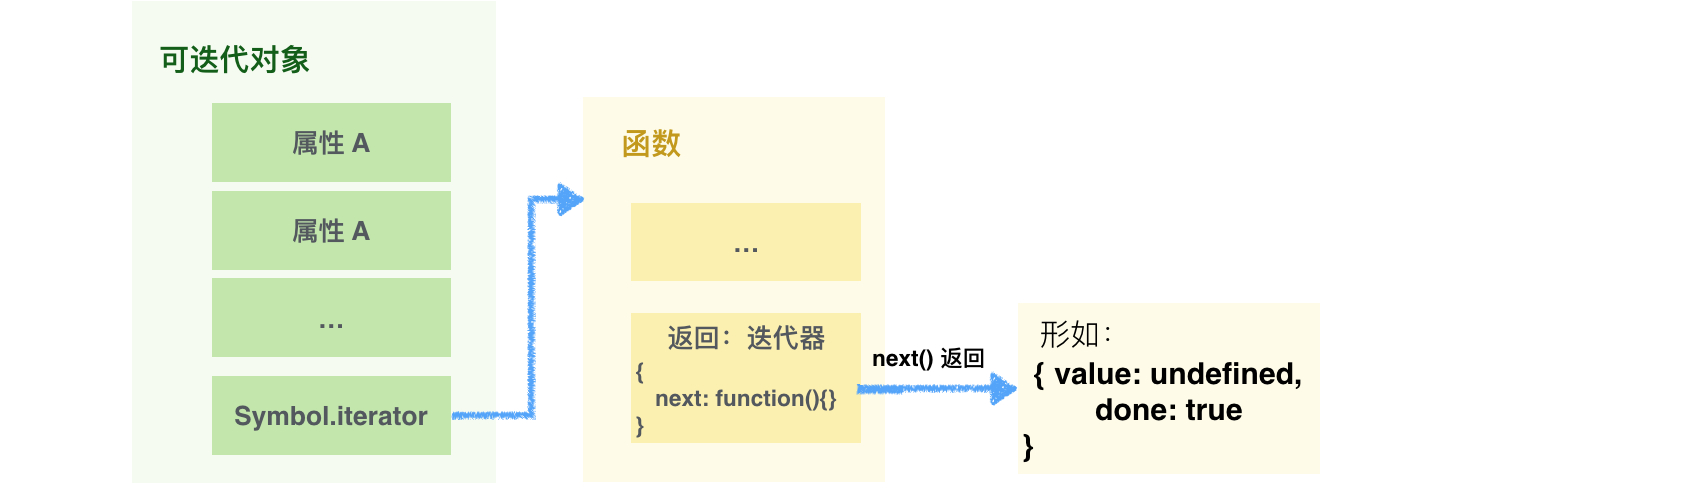 可迭代对象
属性 A
属性 A
...
Symbol.iterator
函数
...
返回：迭代器
{
next: function(){}
}
next() 返回
形如：
{ value: undefined,
done: true
}